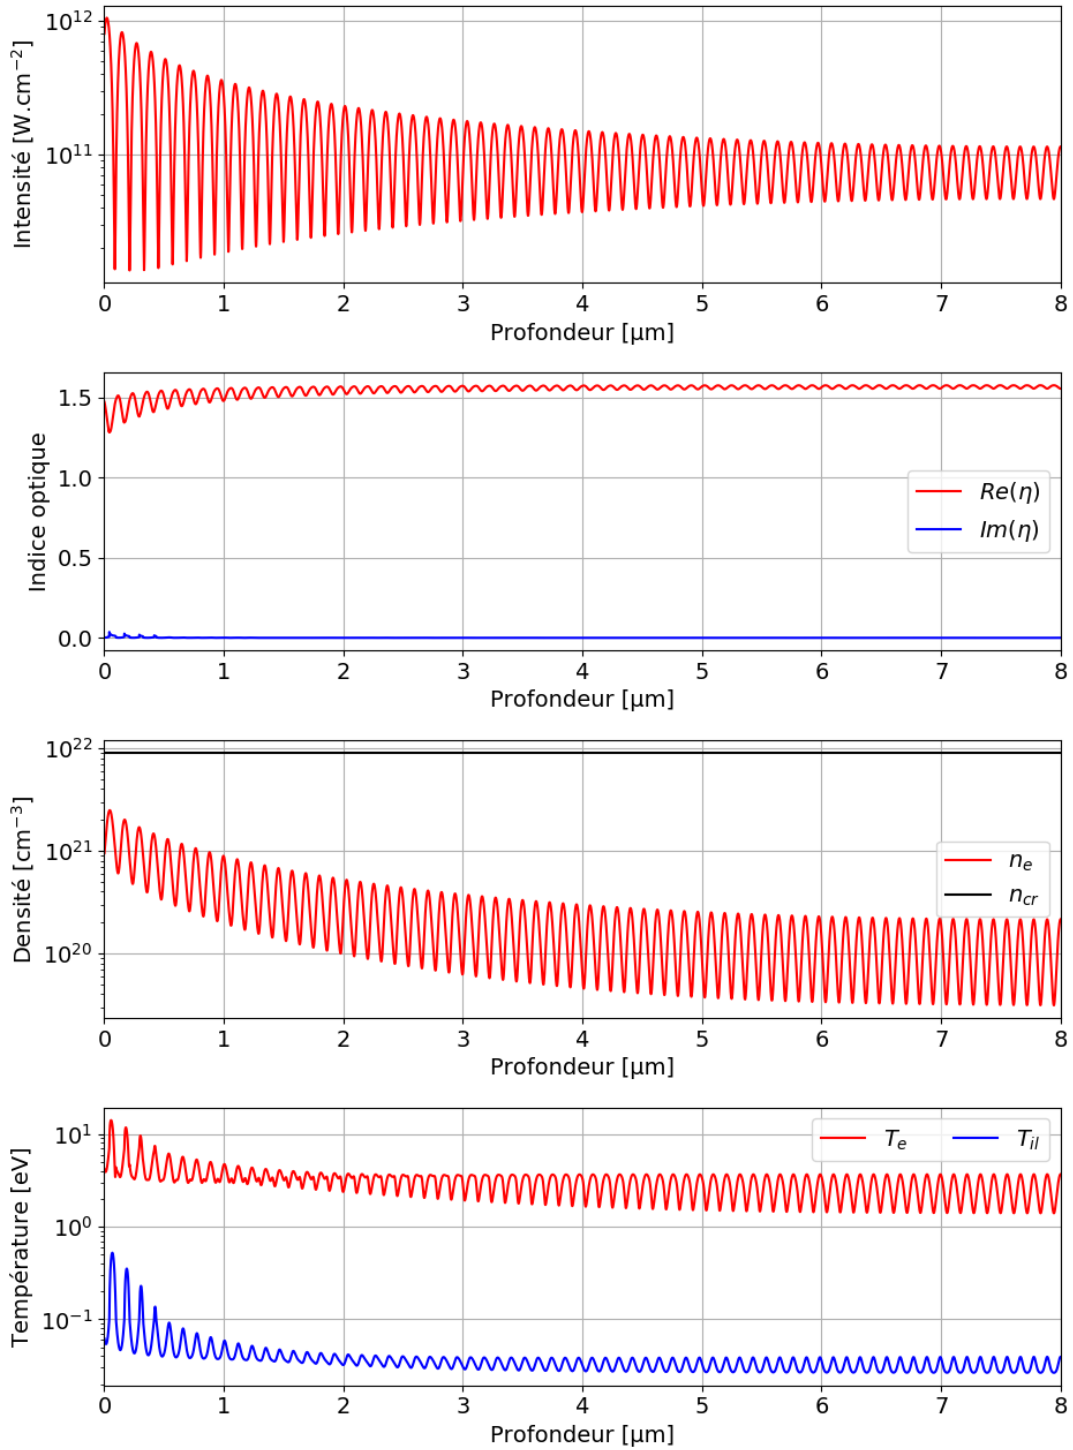 10¹²
10¹¹
Intensité [W.cm⁻²]
0 1 2 3 4 5 6 7 8
Profondeur [µm]
1.5
1.0
0.5
0.0
Indice optique
Re(η)
Im(η)
0 1 2 3 4 5 6 7 8
Profondeur [µm]
10²²
10²¹
10²⁰
Densité [cm⁻³]
nₑ
n_cr
0 1 2 3 4 5 6 7 8
Profondeur [µm]
10¹
10⁰
10⁻¹
Température [eV]
Tₑ T_il
0 1 2 3 4 5 6 7 8
Profondeur [µm]